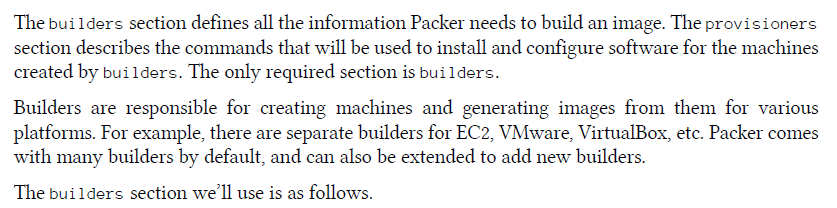 The builders section defines all the information Packer needs to build an image. The provisioners
section describes the commands that will be used to install and configure software for the machines
created by builders. The only required section is builders.
Builders are responsible for creating machines and generating images from them for various
platforms. For example, there are separate builders for EC2, VMware, VirtualBox, etc. Packer comes
with many builders by default, and can also be extended to add new builders.
The builders section we’ll use is as follows.